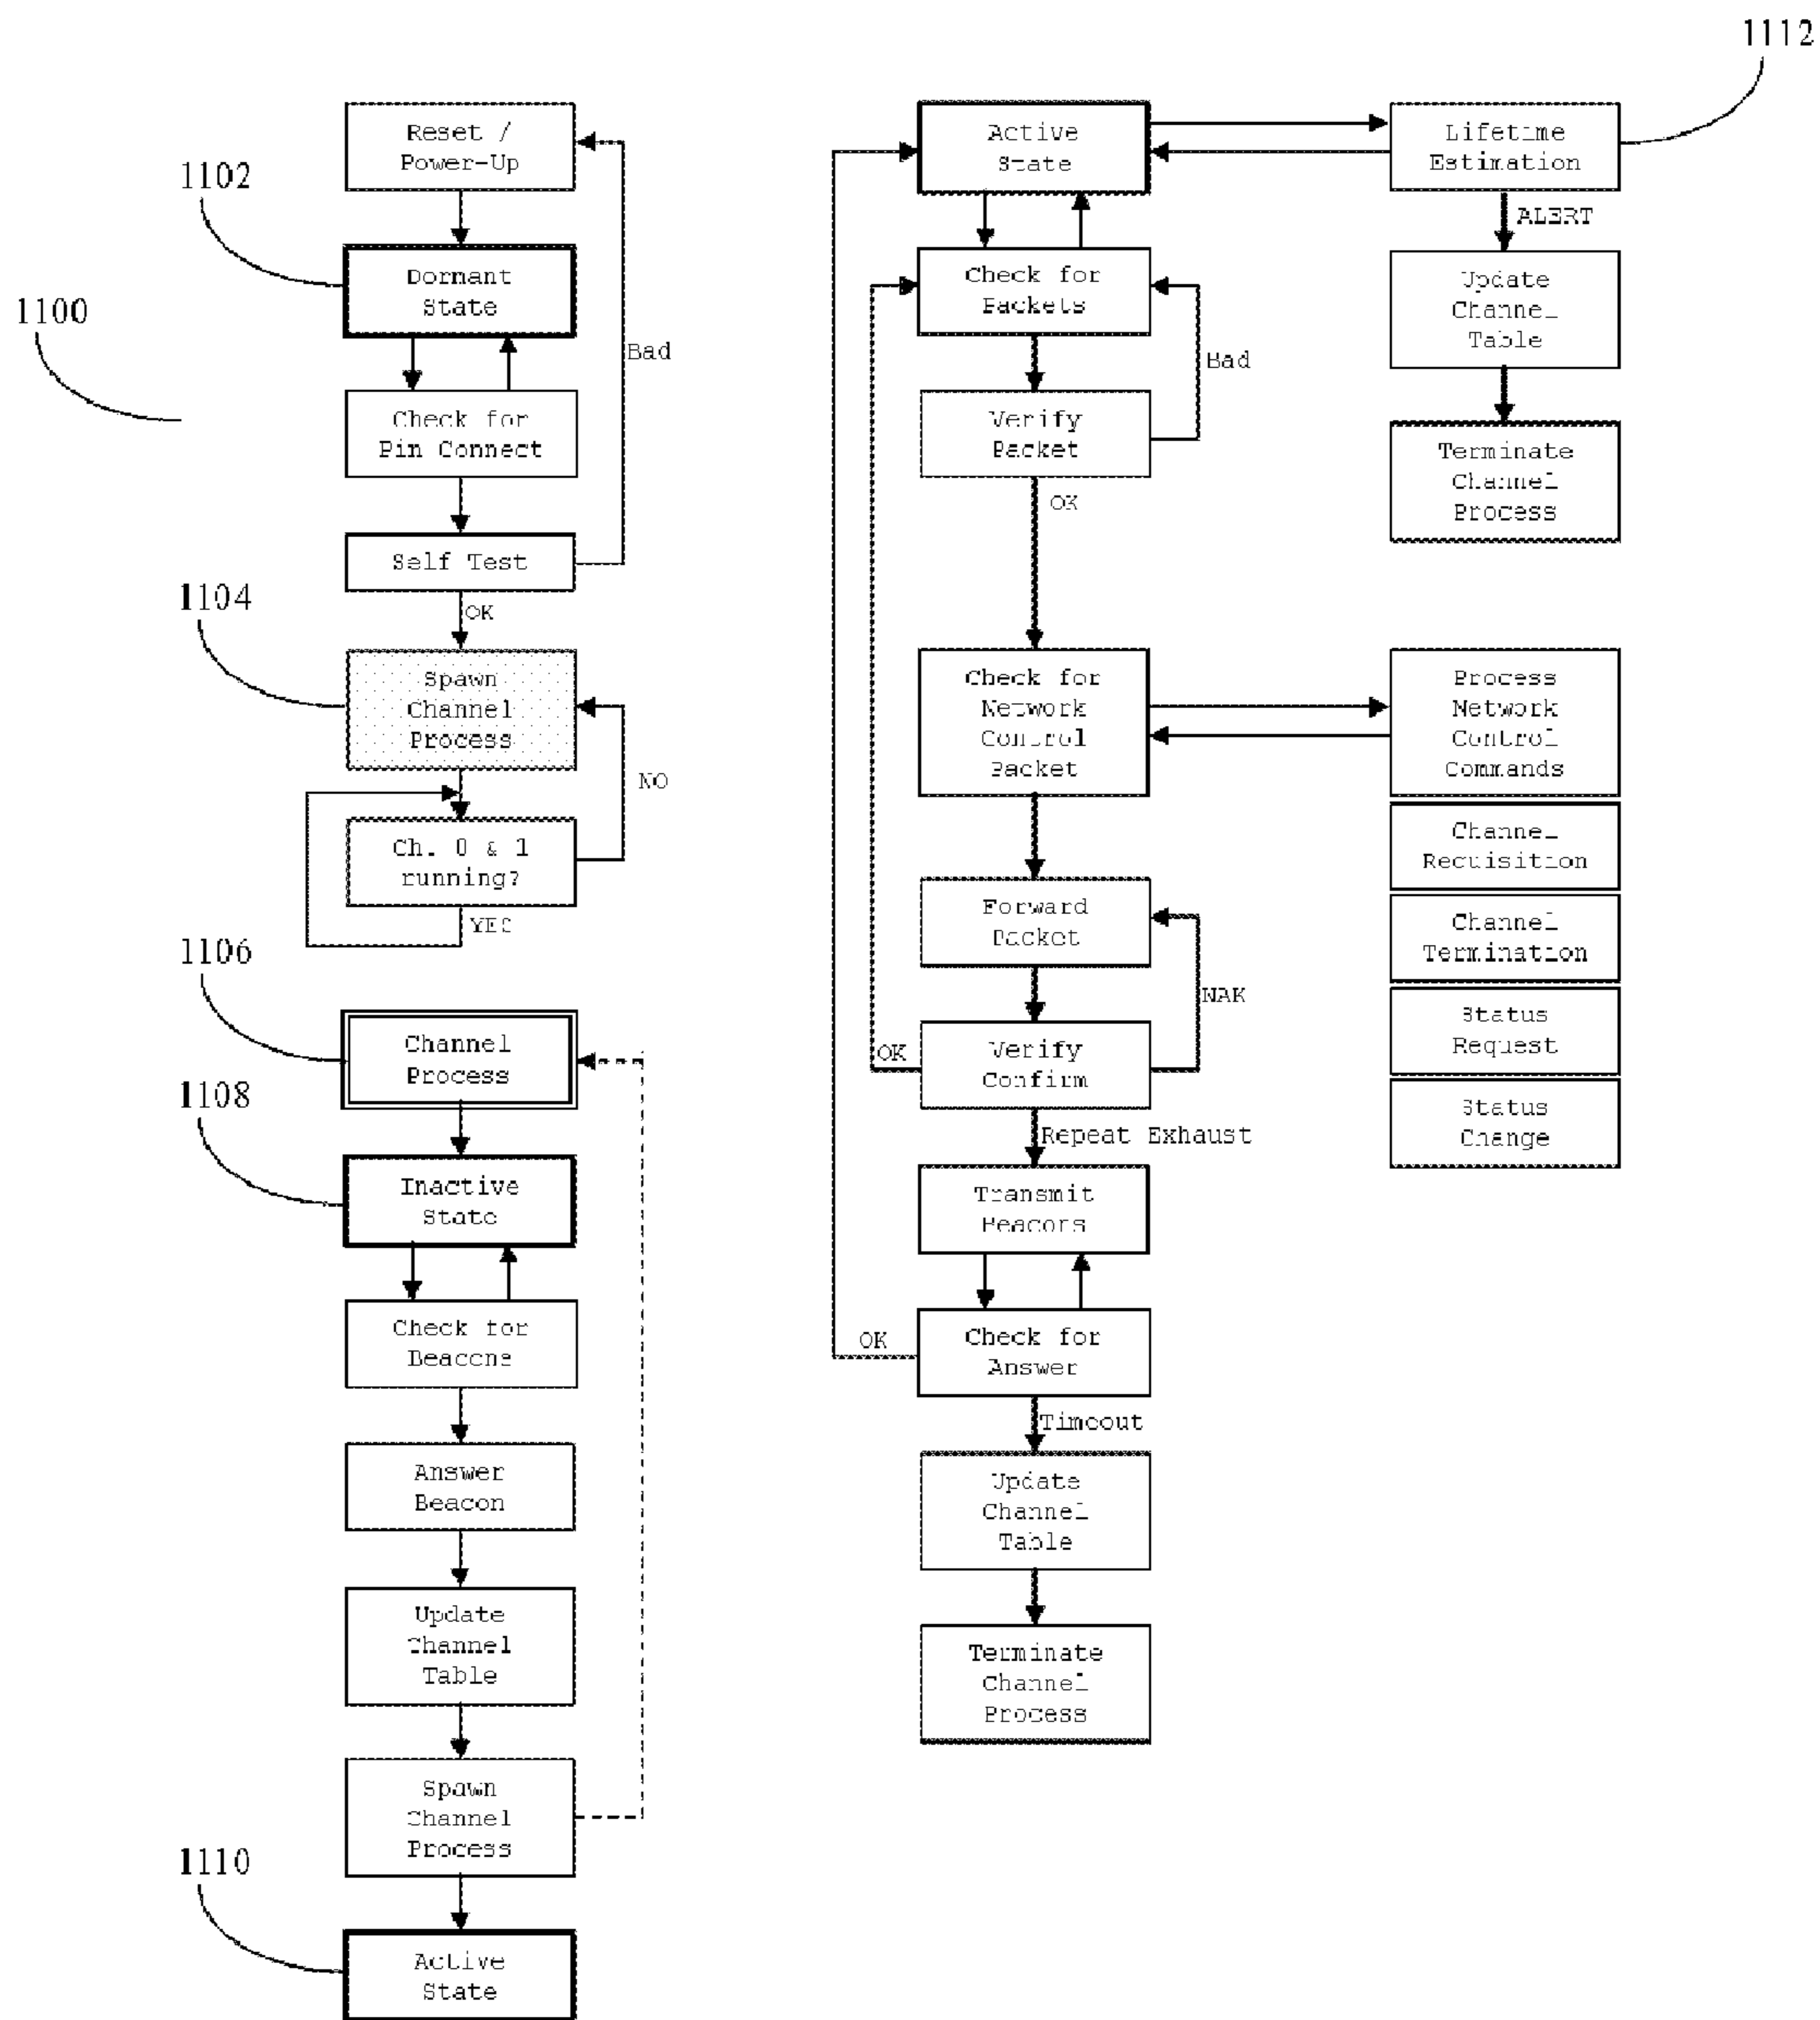 1112
Reset /
Power-Up
1102
Dormant
State
1100
Bad
Check for
Pin Connect
Self Test
1104
OK
Spawn
Channel
Process
NO
Ch. 0 & 1
running?
YES
1106
Channel
Process
1108
Inactive
State
Check for
Beacons
Answer
Beacon
Update
Channel
Table
Spawn
Channel
Process
1110
Active
State
Active
State
Check for
Packets
Bad
Verify
Packet
OK
Check for
Network
Control
Packet
Forward
Packet
NAK
OK
Verify
Confirm
Repeat Exhaust
Transmit
Beacons
OK
Check for
Answer
Timeout
Update
Channel
Table
Terminate
Channel
Process
Lifetime
Estimation
ALERT
Update
Channel
Table
Terminate
Channel
Process
Process
Network
Control
Commands
Channel
Requisition
Channel
Termination
Status
Request
Status
Change